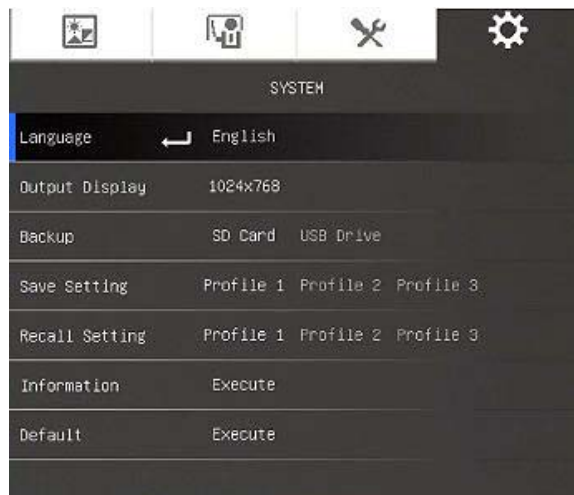 SYSTEM
Language English
Output Display 1024x768
Backup SD Card USB Drive
Save Setting Profile 1 Profile 2 Profile 3
Recall Setting Profile 1 Profile 2 Profile 3
Information Execute
Default Execute